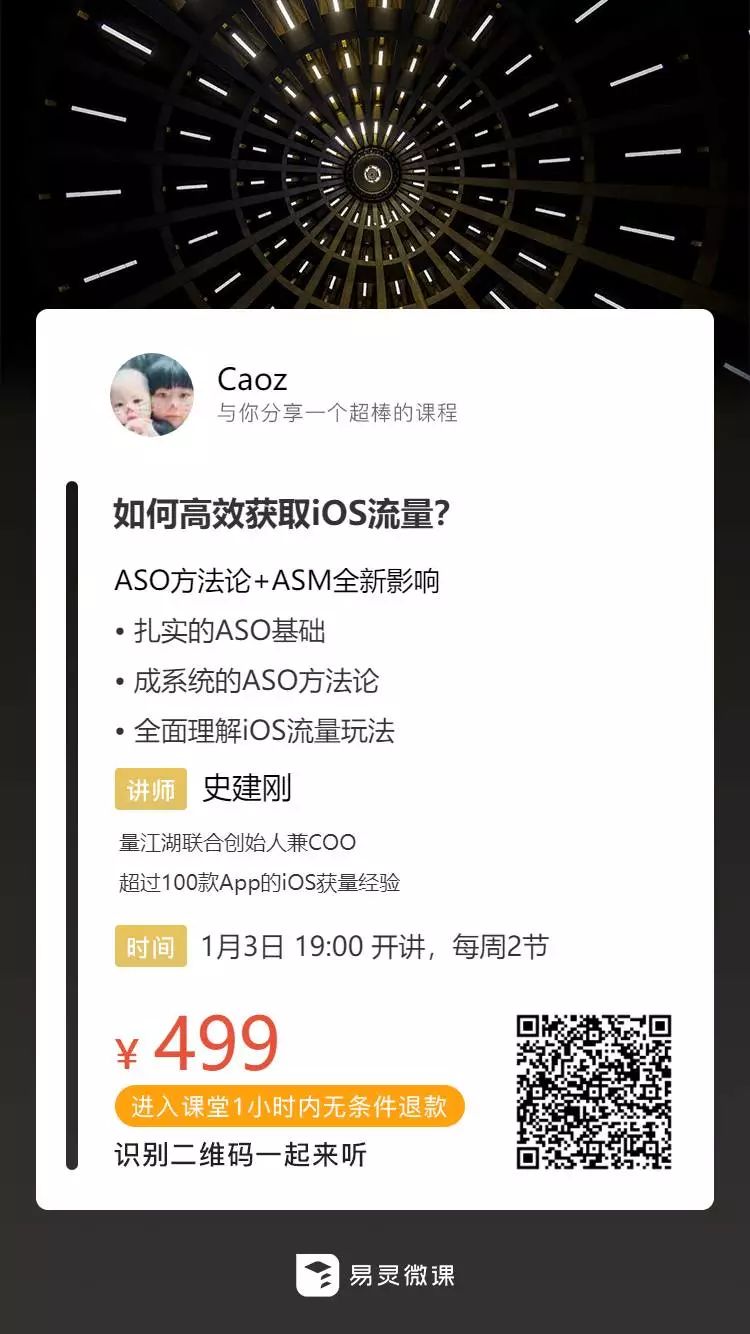 Caoz
与你分享一个超棒的课程
如何高效获取iOS流量?
ASO方法论+ASM全新影响
• 扎实的ASO基础
• 成系统的ASO方法论
• 全面理解iOS流量玩法
讲师 史建刚
量江湖联合创始人兼COO
超过100款App的iOS获量经验
时间 1月3日 19:00 开讲，每周2节
¥ 499
进入课堂1小时内无条件退款
识别二维码一起来听
易灵微课